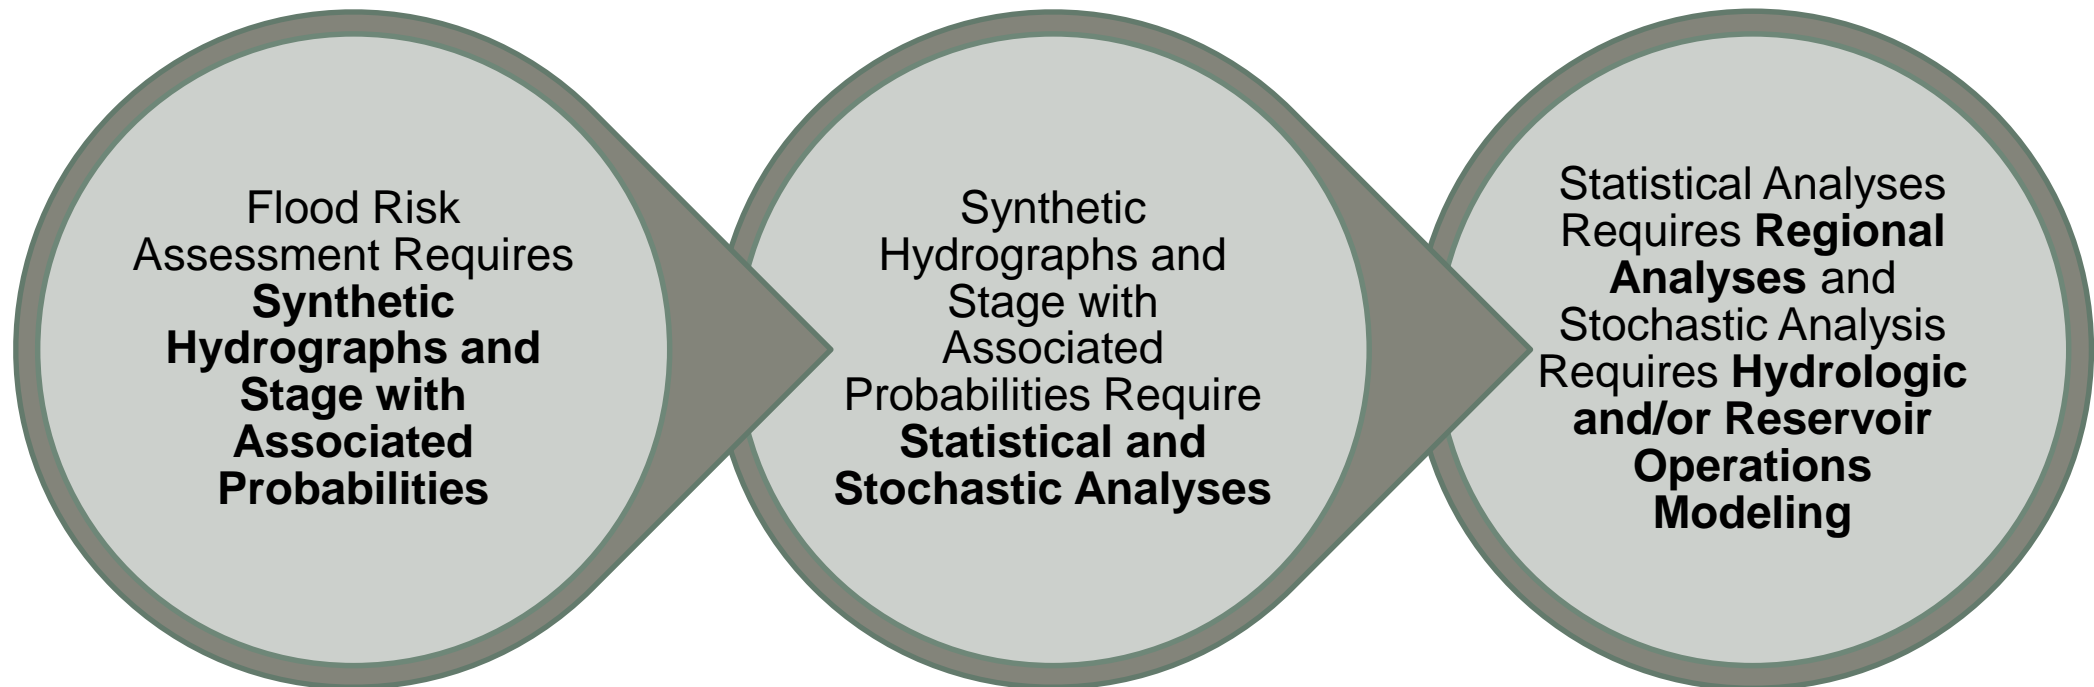 Flood Risk
Assessment Requires
Synthetic
Hydrographs and
Stage with
Associated
Probabilities
Synthetic
Hydrographs and
Stage with
Associated
Probabilities Require
Statistical and
Stochastic Analyses
Statistical Analyses
Requires Regional
Analyses and
Stochastic Analysis
Requires Hydrologic
and/or Reservoir
Operations
Modeling